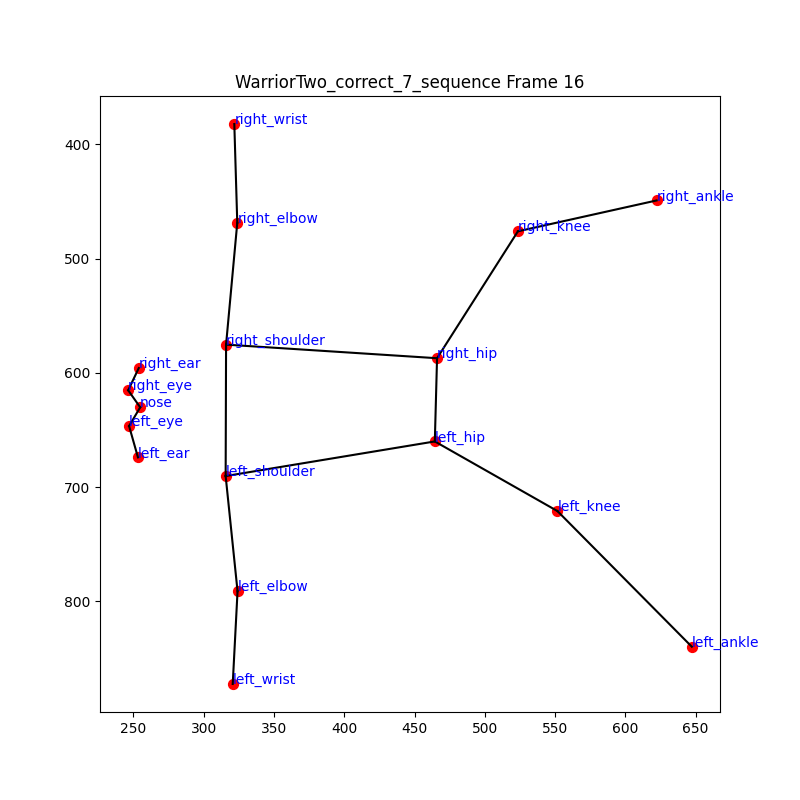 WarriorTwo_correct_7_sequence Frame 16
right_wrist
right_ankle
right_elbow
right_knee
right_shoulder
right_hip
right_ear
right_eye
nose
left_eye
left_hip
left_ear
left_shoulder
left_knee
left_elbow
left_ankle
left_wrist
400
500
600
700
800
250 300 350 400 450 500 550 600 650